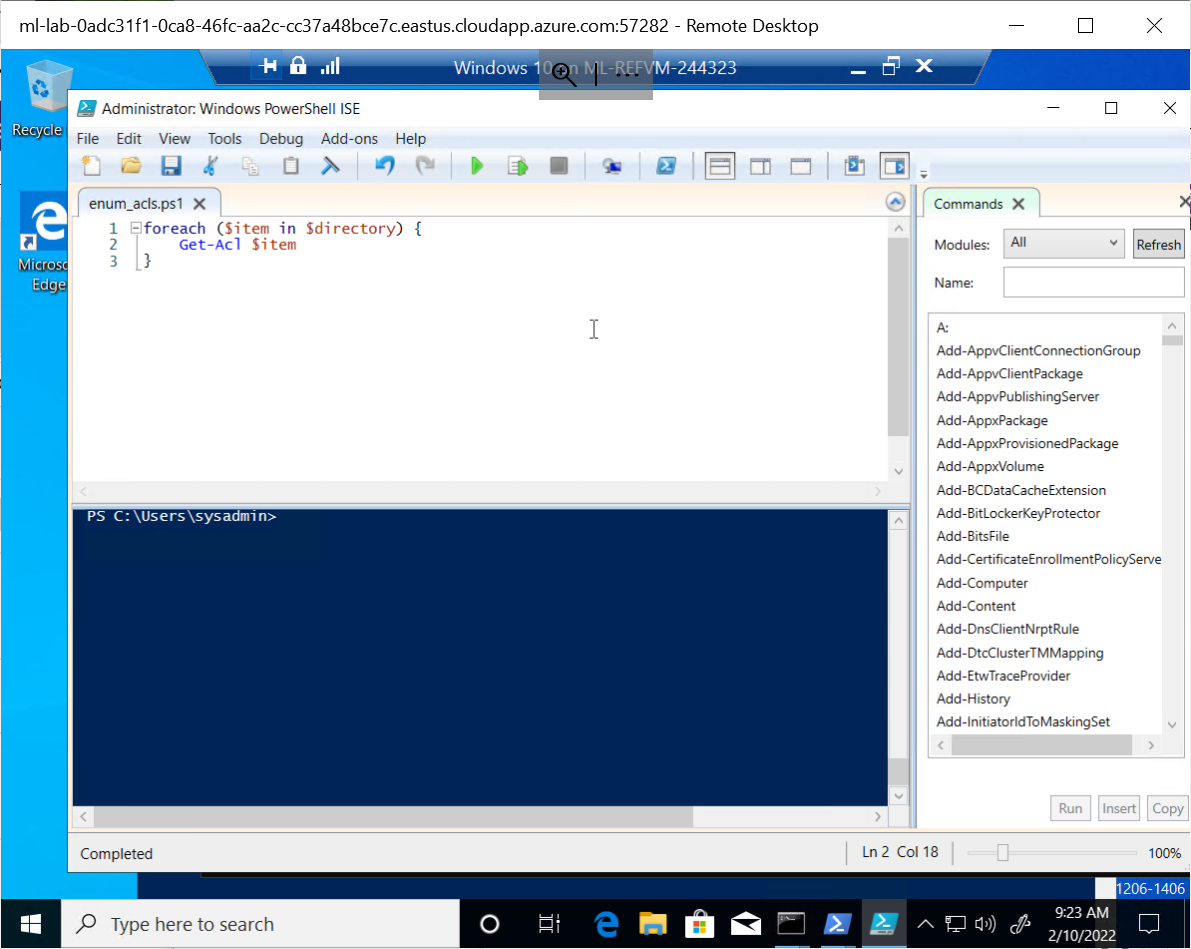 ml-lab-0adc31f1-0ca8-46fc-aa2c-cc37a48bce7c.eastus.cloudapp.azure.com:57282 - Remote Desktop
Windows 10 on ML-REFVM-244323
Recycle
Administrator: Windows PowerShell ISE
File Edit View Tools Debug Add-ons Help
Microso
Edge
enum_acls.ps1
1 foreach ($item in $directory) {
2 Get-Acl $item
3 }
PS C:\Users\sysadmin>
Completed
Ln 2 Col 18
100%
Commands
Modules: All Refresh
Name:
A:
Add-AppvClientConnectionGroup
Add-AppvClientPackage
Add-AppvPublishingServer
Add-AppxPackage
Add-AppxProvisionedPackage
Add-AppxVolume
Add-BCDataCacheExtension
Add-BitLockerKeyProtector
Add-BitsFile
Add-CertificateEnrollmentPolicyServe
Add-Computer
Add-Content
Add-DnsClientNrptRule
Add-DtcClusterTMMapping
Add-EtwTraceProvider
Add-History
Add-InitiatorIdToMaskingSet
Run Insert Copy
1206-1406
Type here to search
9:23 AM
2/10/2022